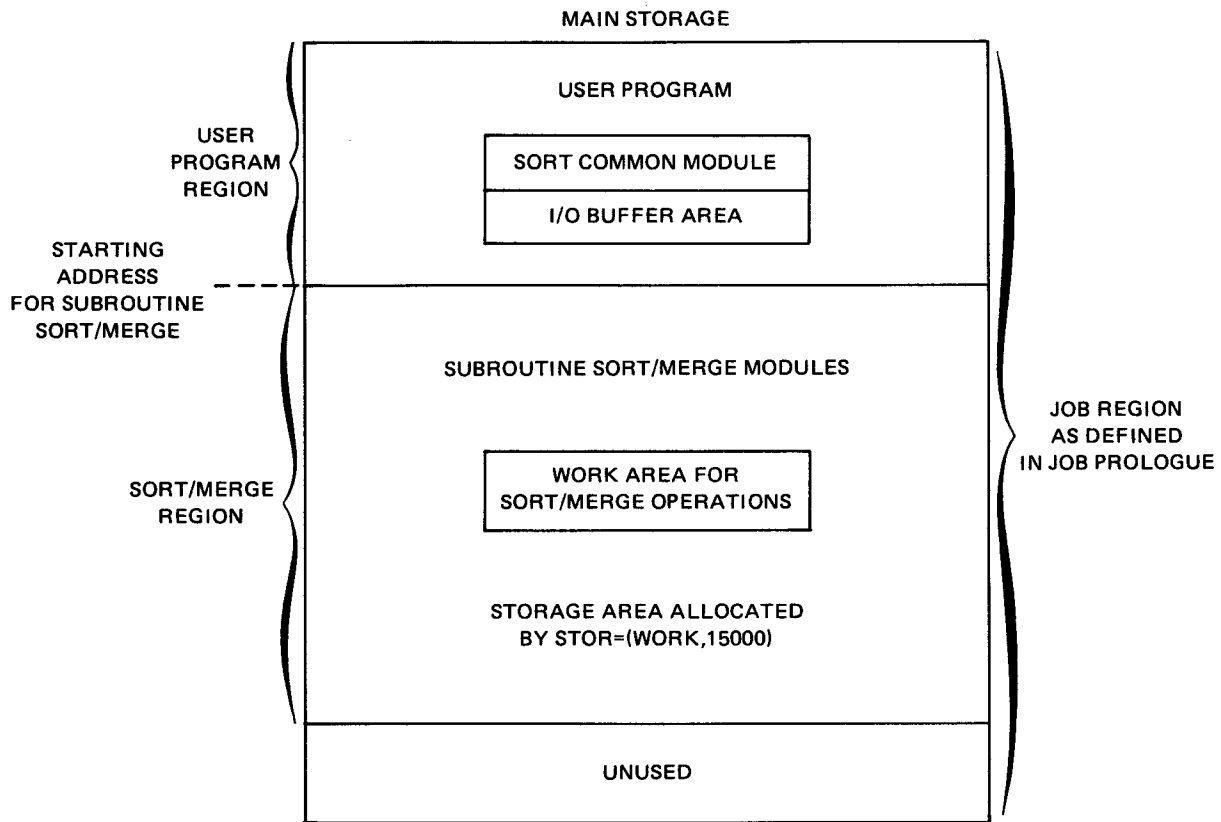 MAIN STORAGE
USER PROGRAM
SORT COMMON MODULE
I/O BUFFER AREA
USER
PROGRAM
REGION
STARTING
ADDRESS
FOR SUBROUTINE
SORT/MERGE
SUBROUTINE SORT/MERGE MODULES
WORK AREA FOR
SORT/MERGE OPERATIONS
SORT/MERGE
REGION
STORAGE AREA ALLOCATED
BY STOR=(WORK,15000)
JOB REGION
AS DEFINED
IN JOB PROLOGUE
UNUSED